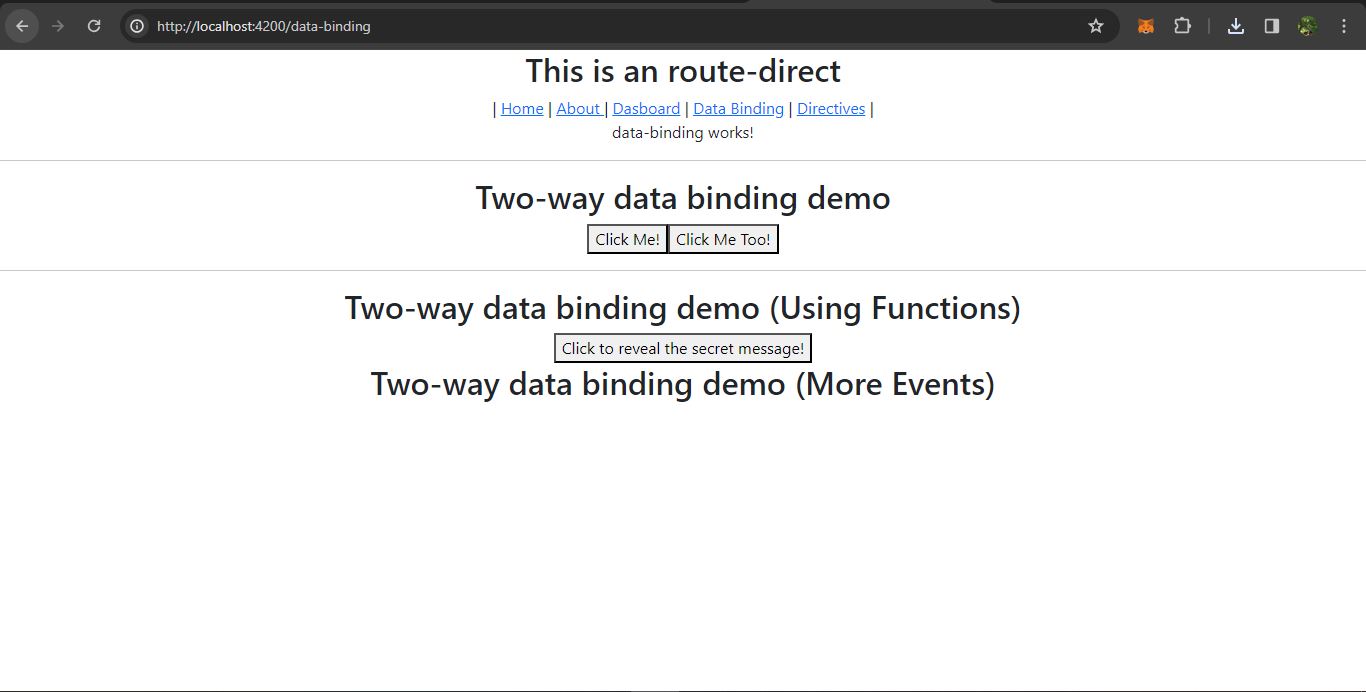 http://localhost:4200/data-binding
This is an route-direct
| Home | About | Dasboard | Data Binding | Directives |
data-binding works!
Two-way data binding demo
Click Me! Click Me Too!
Two-way data binding demo (Using Functions)
Click to reveal the secret message!
Two-way data binding demo (More Events)